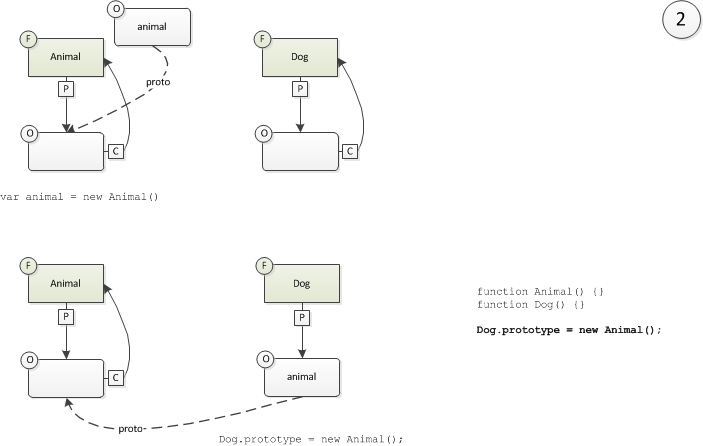 O
animal
2
F
Animal
F
Dog
P
proto
P
O
C
O
C
var animal = new Animal()
F
Animal
F
Dog
function Animal() {}
function Dog() {}
P
P
Dog.prototype = new Animal();
O
O
animal
C
proto
Dog.prototype = new Animal();